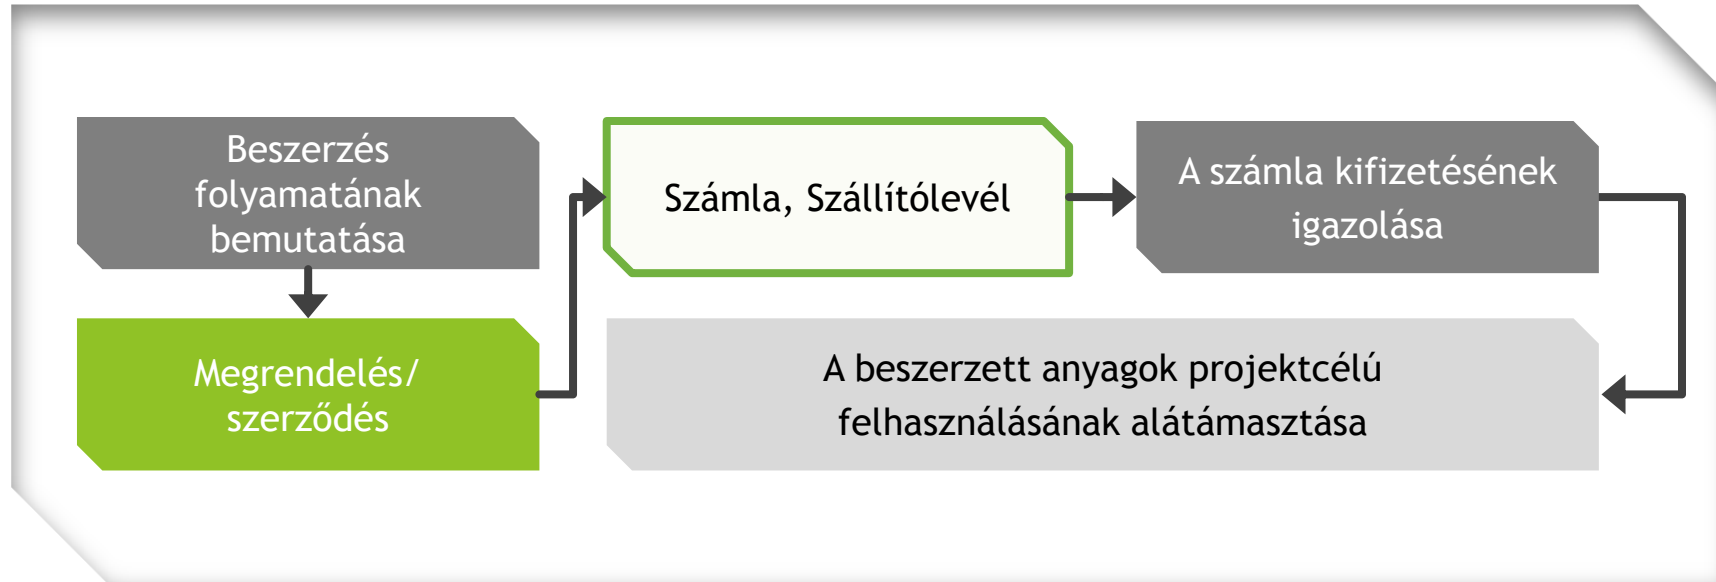 Beszerzés
folyamatának
bemutatása
Megrendelés/
szerződés
Számla, Szállítólevél
A számla kifizetésének
igazolása
A beszerzett anyagok projektcélú
felhasználásának alátámasztása